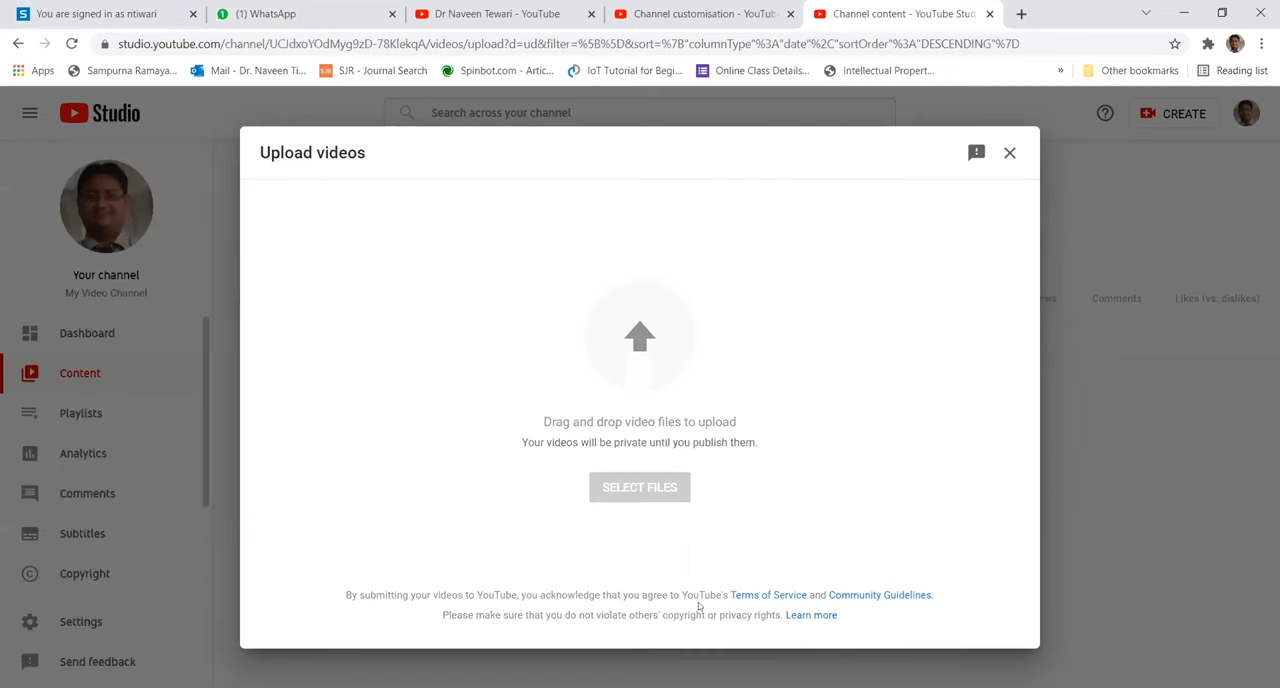 You are signed in as ntiwari
(1) WhatsApp
Dr Naveen Tewari - YouTube
Channel customisation - YouTub
Channel content - YouTube Stud
studio.youtube.com/channel/UCJdxoYOdMyg9zD-78KlekqA/videos/upload?d=ud&filter=%5B%5D&sort=%7B"columnType"%3A"date"%2C"sortOrder"%3A"DESCENDING"%7D
Apps
Sampurna Ramaya...
Mail - Dr. Naveen Ti...
SJR - Journal Search
Spinbot.com - Artic...
IoT Tutorial for Begi...
Online Class Details...
Intellectual Propert...
»
Other bookmarks
Reading list
Studio
Search across your channel
CREATE
Upload videos
Your channel
My Video Channel
Dashboard
Content
Playlists
Analytics
Comments
Subtitles
Copyright
Settings
Send feedback
Comments
Likes (vs. dislikes)
Drag and drop video files to upload
Your videos will be private until you publish them.
SELECT FILES
By submitting your videos to YouTube, you acknowledge that you agree to YouTube's Terms of Service and Community Guidelines.
Please make sure that you do not violate others' copyright or privacy rights. Learn more